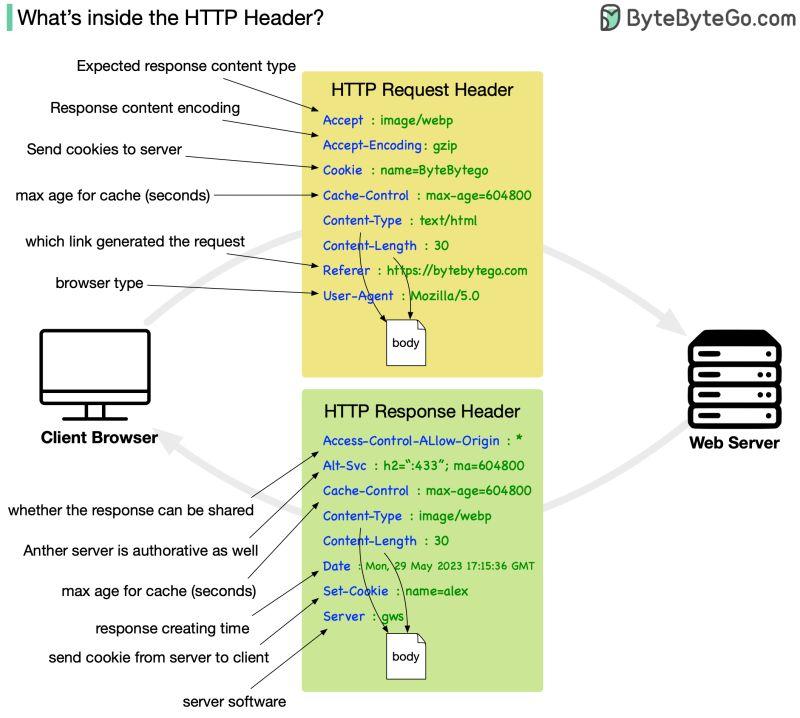 What's inside the HTTP Header?
ByteByteGo.com
Expected response content type
Response content encoding
Send cookies to server
max age for cache (seconds)
which link generated the request
browser type
HTTP Request Header
Accept : image/webp
Accept-Encoding: gzip
Cookie : name=ByteBytego
Cache-Control : max-age=604800
Content-Type : text/html
Content-Length : 30
Referer : https://bytebytego.com
User-Agent : Mozilla/5.0
body
Client Browser
Web Server
HTTP Response Header
Access-Control-ALlow-Origin : *
Alt-Svc : h2=“:433”; ma=604800
Cache-Control : max-age=604800
Content-Type : image/webp
Content-Length : 30
Date : Mon, 29 May 2023 17:15:36 GMT
Set-Cookie : name=alex
Server : gws
body
whether the response can be shared
Anther server is authorative as well
max age for cache (seconds)
response creating time
send cookie from server to client
server software